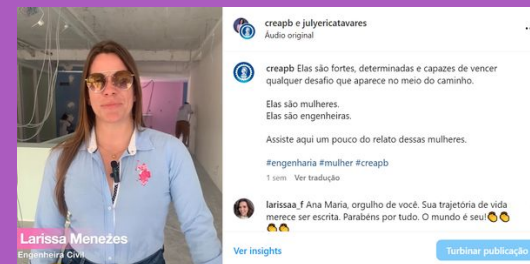 creapb e julyericatavares
Áudio original
creapb Elas são fortes, determinadas e capazes de vencer
qualquer desafio que aparece no meio do caminho.
Elas são mulheres.
Elas são engenheiras.
Assiste aqui um pouco do relato dessas mulheres.
#engenharia #mulher #creapb
1 sem Ver tradução
larissaa_f Ana Maria, orgulho de você. Sua trajetória de vida
merece ser escrita. Parabéns por tudo. O mundo é seu!👏👏
👏👏
Larissa Menezes
Engenheira Civil
Ver insights
Turbinar publicação